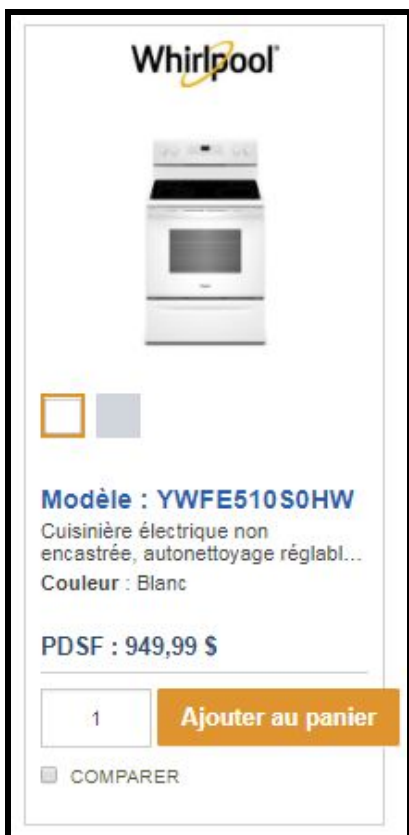 Whirlpool
Modèle : YWFE510S0HW
Cuisinière électrique non
encastrée, autonettoyage réglabl...
Couleur : Blanc
PDSF : 949,99 $
1
Ajouter au panier
COMPARER